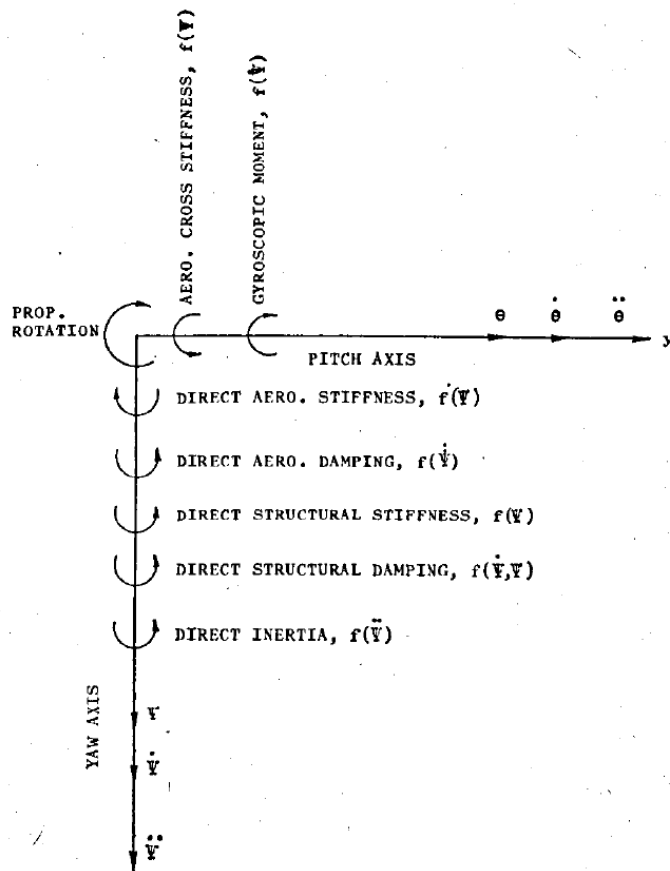 AERO. CROSS STIFFNESS, f(Ψ)
GYROSCOPIC MOMENT, f(Ψ̇)
PROP.
ROTATION
θ θ̇ θ̈
y
PITCH AXIS
DIRECT AERO. STIFFNESS, f(Ψ)
DIRECT AERO. DAMPING, f(Ψ̇)
DIRECT STRUCTURAL STIFFNESS, f(Ψ)
DIRECT STRUCTURAL DAMPING, f(Ψ̇,Ψ)
DIRECT INERTIA, f(Ψ̈)
YAW AXIS
Ψ
Ψ̇
Ψ̈